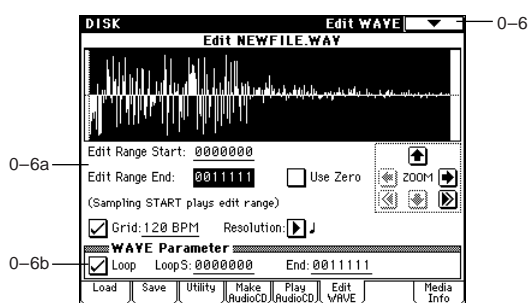 DISK Edit WAVE 0–6
Edit NEWFILE.WAV
Edit Range Start: 0000000
0–6a
Edit Range End: 0011111 Use Zero ZOOM
(Sampling START plays edit range)
Grid: 120 BPM Resolution:
WAVE Parameter
0–6b Loop LoopS: 0000000 End: 0011111
Load Save Utility Make AudioCD Play AudioCD Edit WAVE Media Info